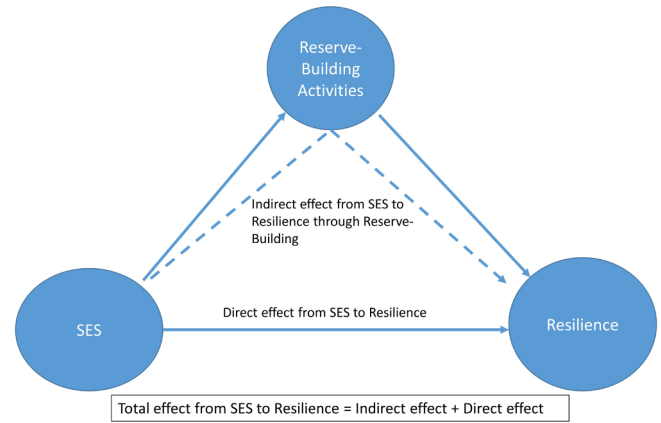 Reserve-
Building
Activities
Indirect effect from SES to
Resilience through Reserve-
Building
Direct effect from SES to Resilience
SES
Resilience
Total effect from SES to Resilience = Indirect effect + Direct effect